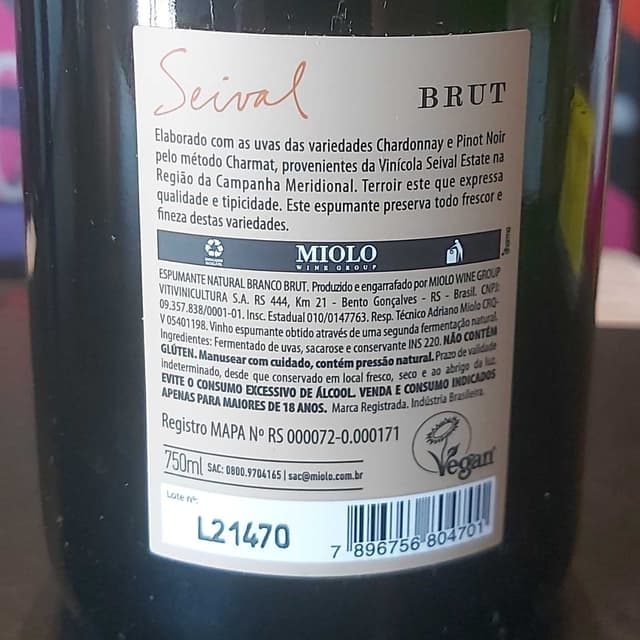 Seival
BRUT
Elaborado com as uvas das variedades Chardonnay e Pinot Noir
pelo método Charmat, provenientes da Vinícola Seival Estate na
Região da Campanha Meridional. Terroir este que expressa
qualidade e tipicidade. Este espumante preserva todo frescor e
fineza destas variedades.
MIOLO
WINE GROUP
ESPUMANTE NATURAL BRANCO BRUT. Produzido e engarrafado por MIOLO WINE GROUP
VITIVINICULTURA S.A. RS 444, Km 21 - Bento Gonçalves - RS - Brasil. CNPJ:
09.357.838/0001-01. Insc. Estadual 010/0147763. Resp. Técnico Adriano Miolo CRQ-
V 05401198. Vinho espumante obtido através de uma segunda fermentação natural.
Ingredientes: Fermentado de uvas, sacarose e conservante INS 220. NÃO CONTÉM
GLÚTEN. Manusear com cuidado, contém pressão natural. Prazo de validade
indeterminado, desde que conservado em local fresco, seco e ao abrigo da luz.
EVITE O CONSUMO EXCESSIVO DE ÁLCOOL. VENDA E CONSUMO INDICADOS
APENAS PARA MAIORES DE 18 ANOS. Marca Registrada. Indústria Brasileira.
Registro MAPA Nº RS 000072-0.000171
Vegan
750ml SAC: 0800.9704165 | sac@miolo.com.br
Lote nº:
L21470
7 896756 804701